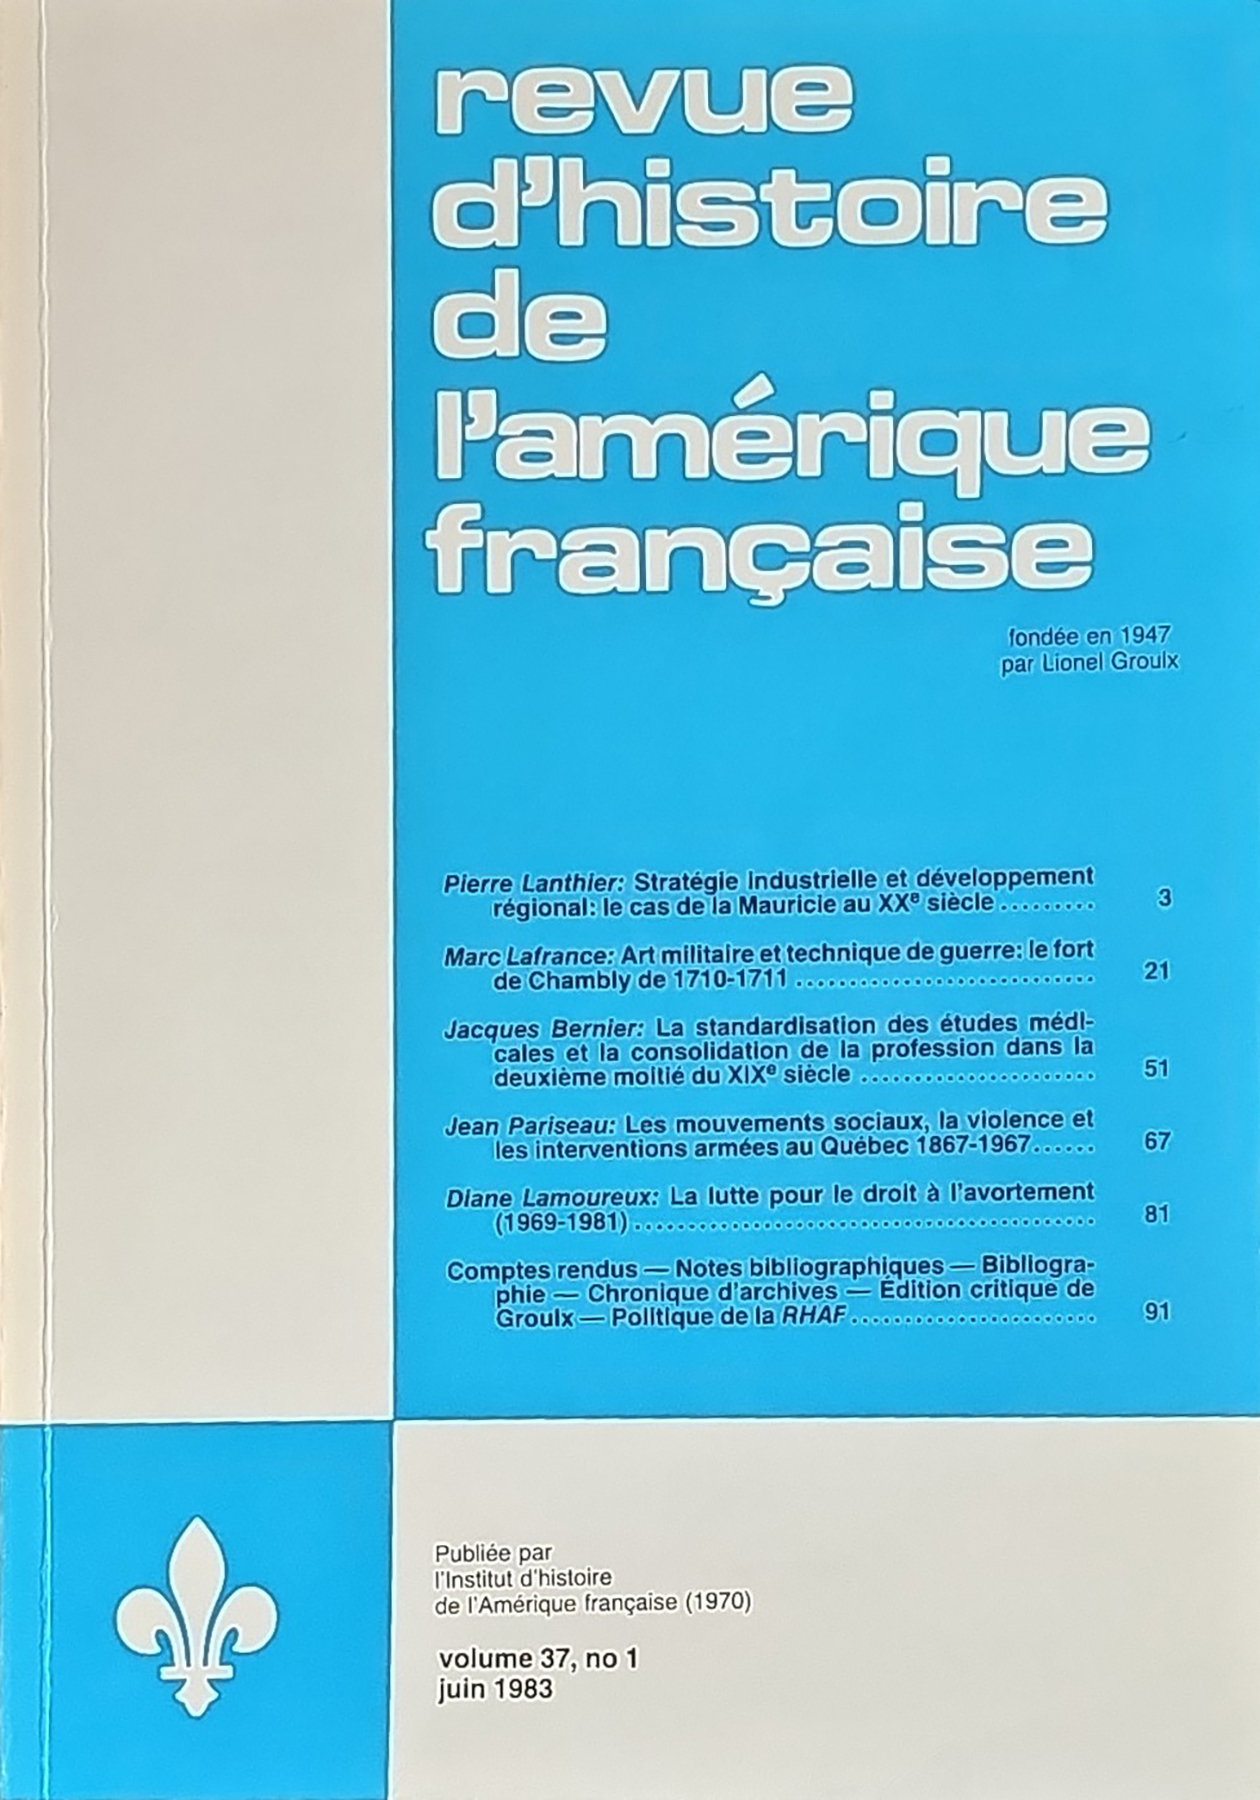 revue
d'histoire
de
l'amérique
française
fondée en 1947
par Lionel Groulx
Pierre Lanthier: Stratégie industrielle et développement
régional: le cas de la Mauricie au XXe siècle ......... 3
Marc Lafrance: Art militaire et technique de guerre: le fort
de Chambly de 1710-1711 ........................... 21
Jacques Bernier: La standardisation des études médi-
cales et la consolidation de la profession dans la
deuxième moitié du XIXe siècle ...................... 51
Jean Pariseau: Les mouvements sociaux, la violence et
les interventions armées au Québec 1867-1967...... 67
Diane Lamoureux: La lutte pour le droit à l'avortement
(1969-1981) .......................................... 81
Comptes rendus — Notes bibliographiques — Bibliogra-
phie — Chronique d'archives — Édition critique de
Groulx — Politique de la RHAF ....................... 91
Publiée par
l'Institut d'histoire
de l'Amérique française (1970)
volume 37, no 1
juin 1983